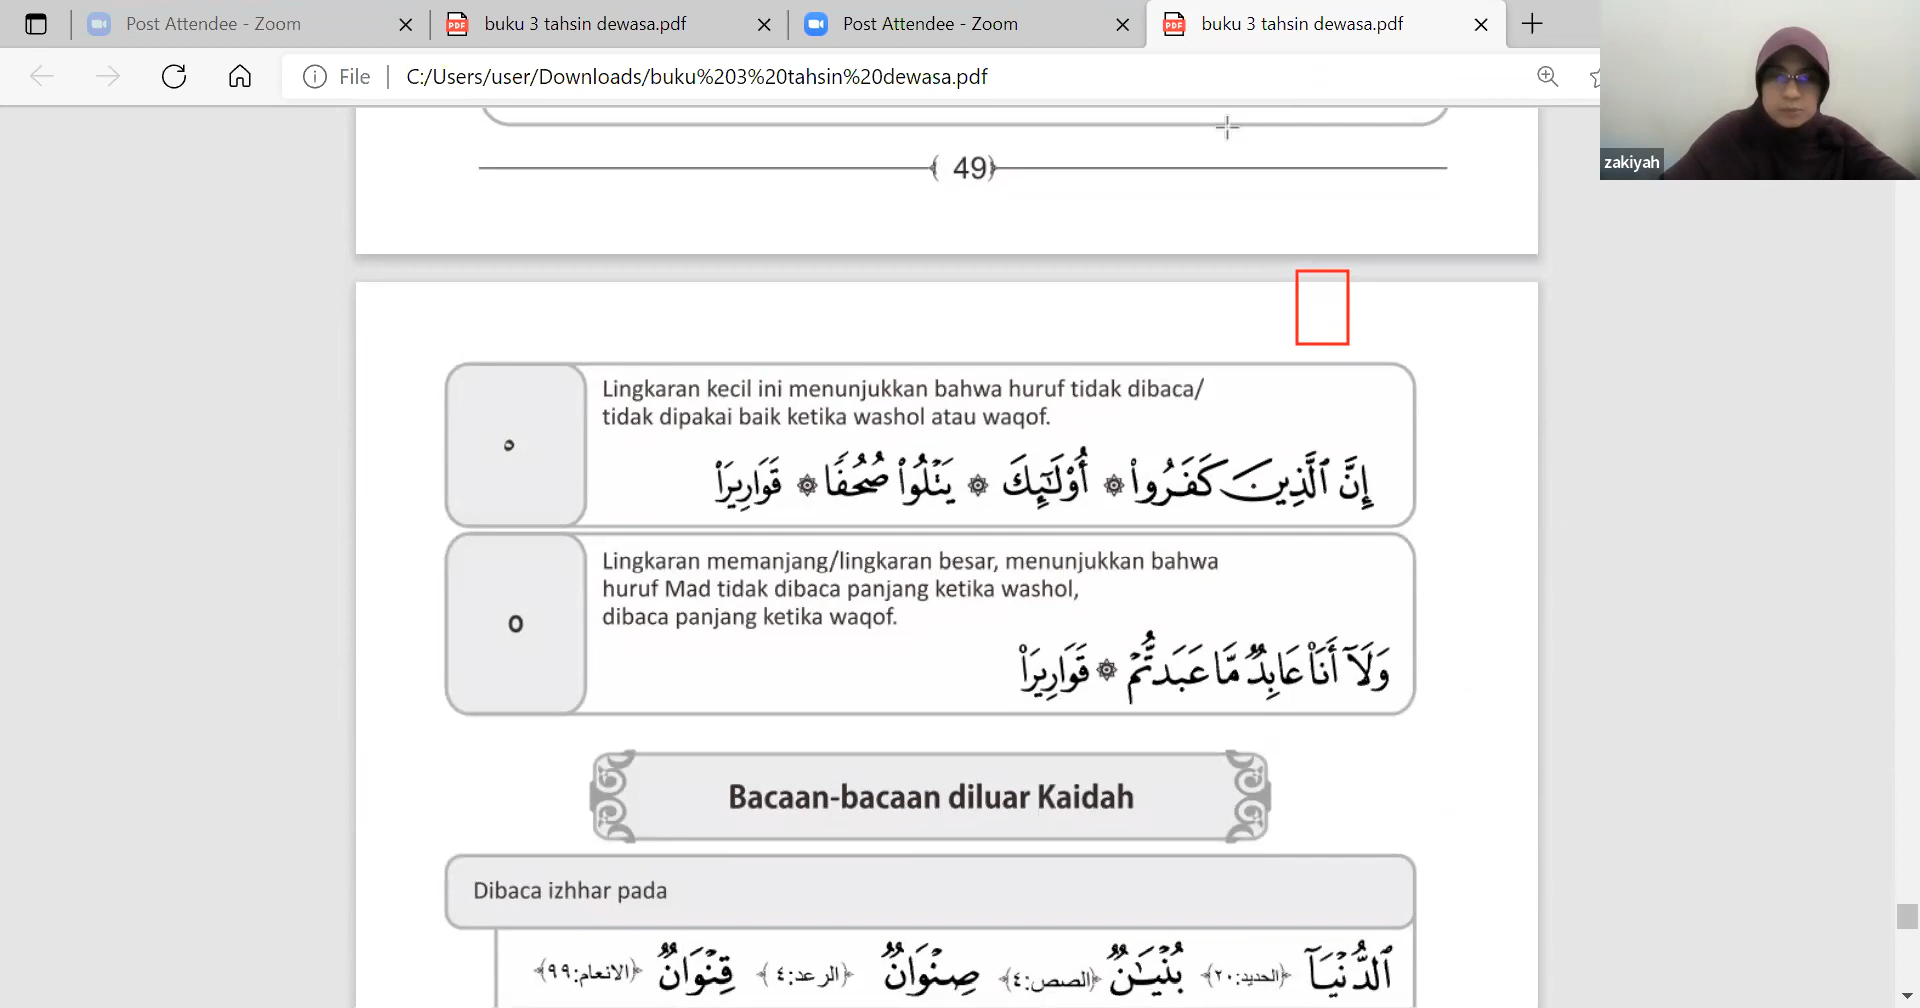 Post Attendee - Zoom
buku 3 tahsin dewasa.pdf
Post Attendee - Zoom
buku 3 tahsin dewasa.pdf
File
C:/Users/user/Downloads/buku%203%20tahsin%20dewasa.pdf
zakiyah
49
Lingkaran kecil ini menunjukkan bahwa huruf tidak dibaca/
tidak dipakai baik ketika washol atau waqof.
إِنَّ ٱلَّذِينَ كَفَرُوا۟ ۞ أُو۟لَـٰٓئِكَ ۞ يَتْلُوا۟ صُحُفًا ۞ قَوَارِيرَا۟
Lingkaran memanjang/lingkaran besar, menunjukkan bahwa
huruf Mad tidak dibaca panjang ketika washol,
dibaca panjang ketika waqof.
وَلَآ أَنَا۠ عَابِدٌ مَّا عَبَدتُّمْ ۞ قَوَارِيرَا۠
Bacaan-bacaan diluar Kaidah
Dibaca izhhar pada
ٱلدُّنْيَآ ﴿الحديد:٢٠﴾ بُنْيَـٰنٌ ﴿الصص:٤﴾ صِنْوَانٌ ﴿الرعد:٤﴾ قِنْوَانٌ ﴿الانعام:٩٩﴾